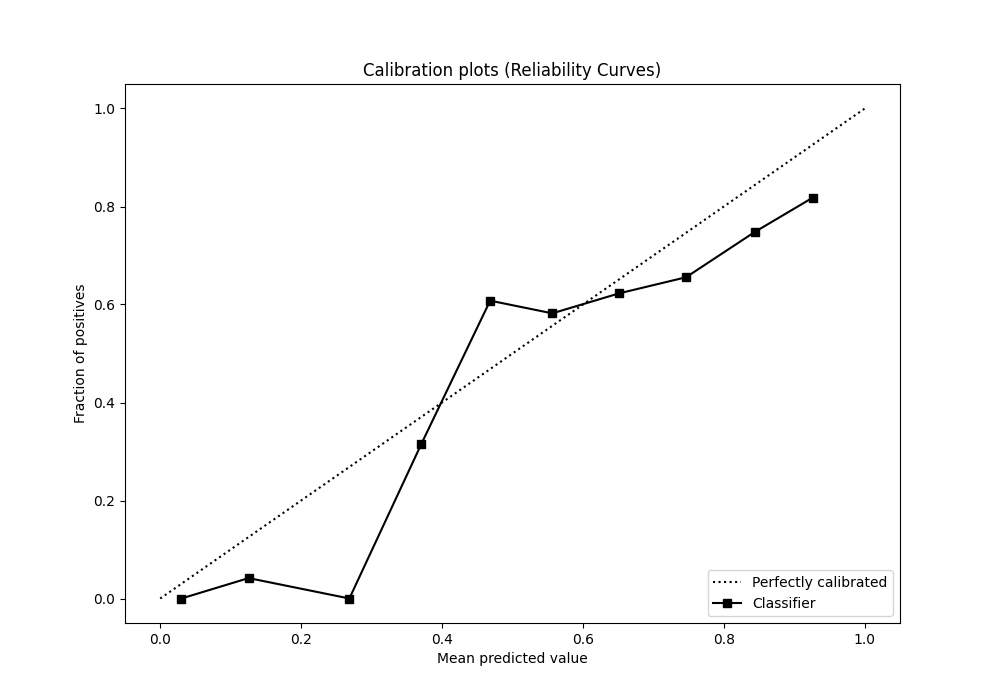 Calibration plots (Reliability Curves)
1.0
0.8
0.6
0.4
0.2
0.0
Fraction of positives
0.0 0.2 0.4 0.6 0.8 1.0
Mean predicted value
Perfectly calibrated
Classifier